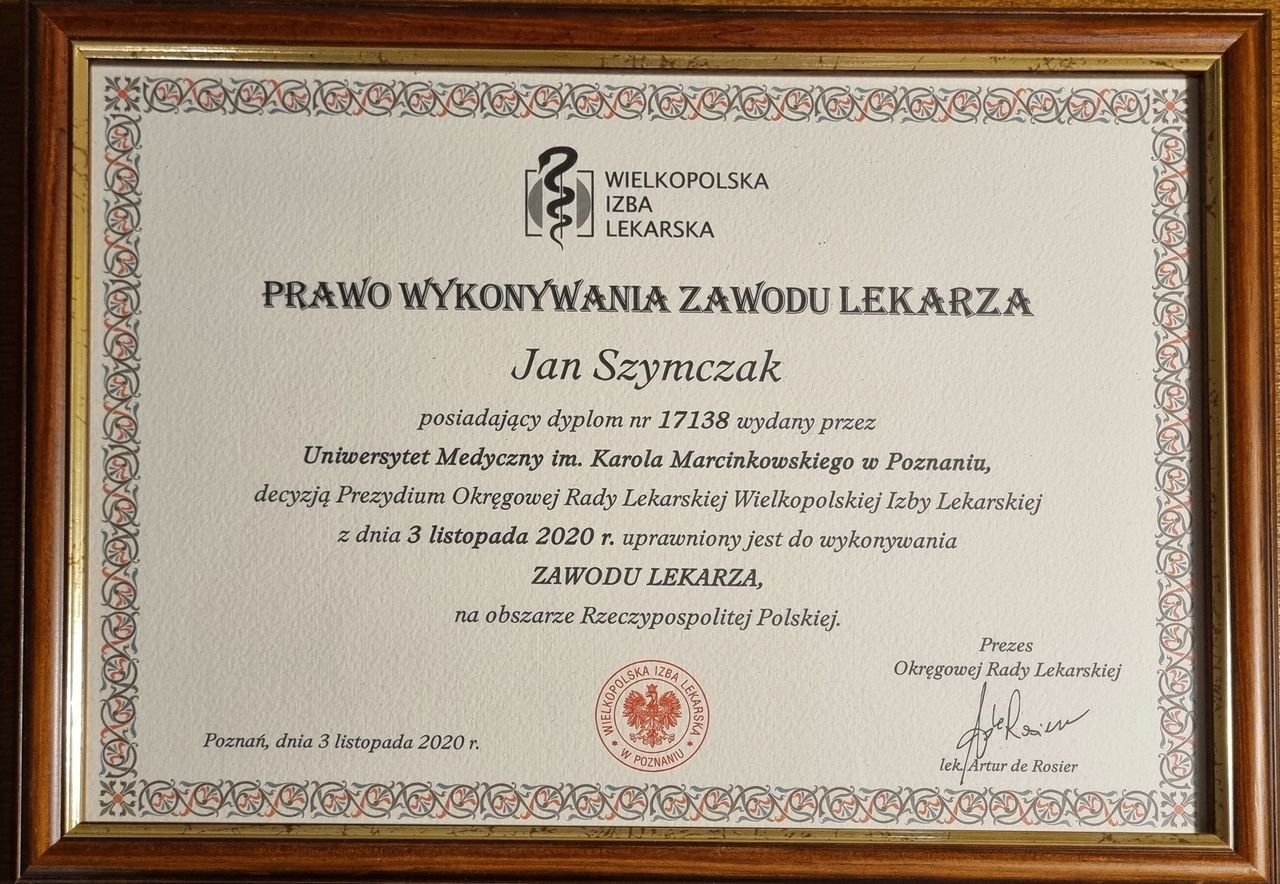 WIELKOPOLSKA
IZBA
LEKARSKA
PRAWO WYKONYWANIA ZAWODU LEKARZA
Jan Szymczak
posiadający dyplom nr 17138 wydany przez
Uniwersytet Medyczny im. Karola Marcinkowskiego w Poznaniu,
decyzją Prezydium Okręgowej Rady Lekarskiej Wielkopolskiej Izby Lekarskiej
z dnia 3 listopada 2020 r. uprawniony jest do wykonywania
ZAWODU LEKARZA,
na obszarze Rzeczypospolitej Polskiej.
Prezes
Okręgowej Rady Lekarskiej
WIELKOPOLSKA IZBA LEKARSKA
W POZNANIU
Poznań, dnia 3 listopada 2020 r.
A de Rosier
lek. Artur de Rosier